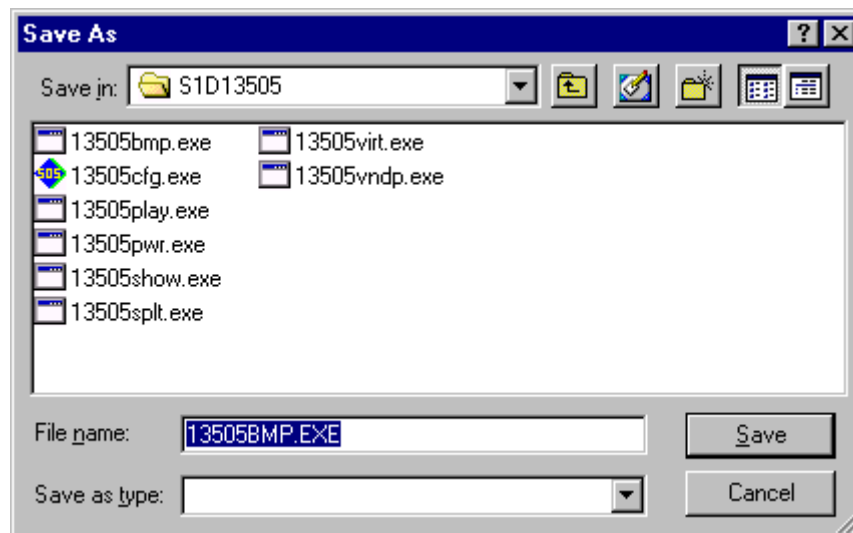 Save As
Save in: S1D13505
13505bmp.exe
13505cfg.exe
13505play.exe
13505pwr.exe
13505show.exe
13505splt.exe
13505virt.exe
13505vndp.exe
File name: 13505BMP.EXE
Save
Save as type:
Cancel